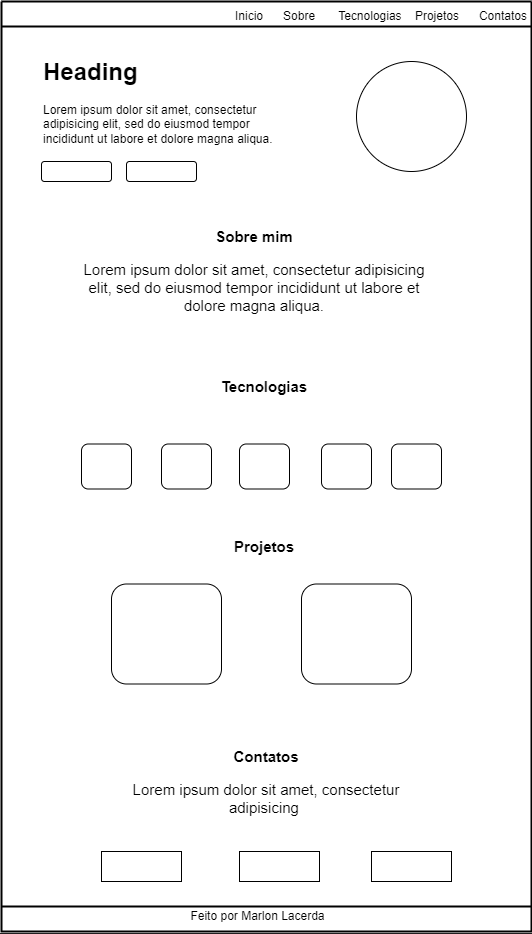 Inicio Sobre Tecnologias Projetos Contatos
Heading
Lorem ipsum dolor sit amet, consectetur
adipisicing elit, sed do eiusmod tempor
incididunt ut labore et dolore magna aliqua.
Sobre mim
Lorem ipsum dolor sit amet, consectetur adipisicing
elit, sed do eiusmod tempor incididunt ut labore et
dolore magna aliqua.
Tecnologias
Projetos
Contatos
Lorem ipsum dolor sit amet, consectetur
adipisicing
Feito por Marlon Lacerda